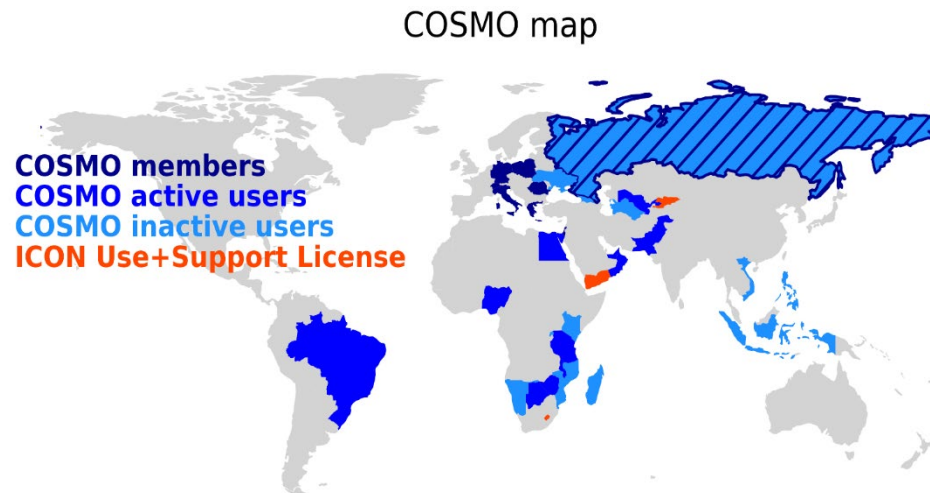 COSMO map
COSMO members
COSMO active users
COSMO inactive users
ICON Use+Support License